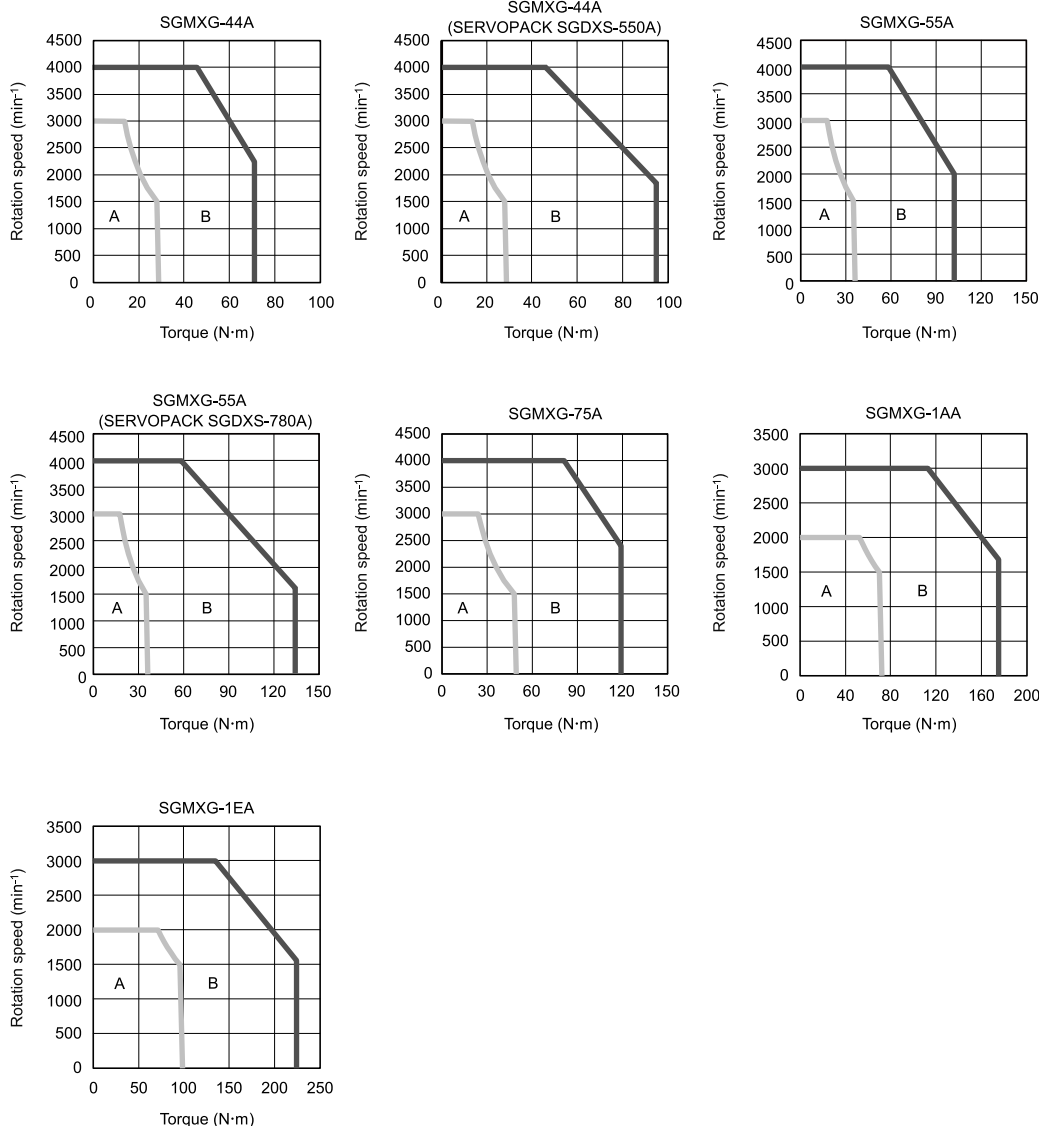 SGMXG-44A
4500
4000
3500
3000
2500
2000
1500
1000
500
0
Rotation speed (min-1)
A
B
0 20 40 60 80 100
Torque (N·m)
SGMXG-44A
(SERVOPACK SGDXS-550A)
4500
4000
3500
3000
2500
2000
1500
1000
500
0
Rotation speed (min-1)
A
B
0 20 40 60 80 100
Torque (N·m)
SGMXG-55A
4500
4000
3500
3000
2500
2000
1500
1000
500
0
Rotation speed (min-1)
A
B
0 30 60 90 120 150
Torque (N·m)
SGMXG-55A
(SERVOPACK SGDXS-780A)
4500
4000
3500
3000
2500
2000
1500
1000
500
0
Rotation speed (min-1)
A
B
0 30 60 90 120 150
Torque (N·m)
SGMXG-75A
4500
4000
3500
3000
2500
2000
1500
1000
500
0
Rotation speed (min-1)
A
B
0 30 60 90 120 150
Torque (N·m)
SGMXG-1AA
3500
3000
2500
2000
1500
1000
500
0
Rotation speed (min-1)
A
B
0 40 80 120 160 200
Torque (N·m)
SGMXG-1EA
3500
3000
2500
2000
1500
1000
500
0
Rotation speed (min-1)
A
B
0 50 100 150 200 250
Torque (N·m)